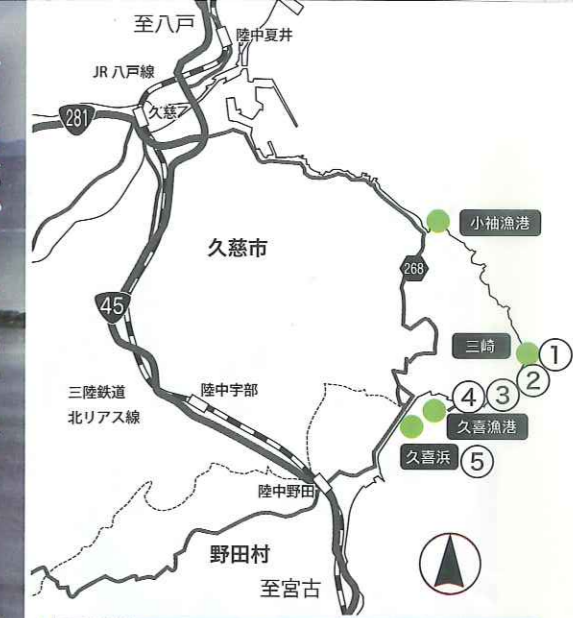 至八戸
陸中夏井
JR 八戸線
久慈
281
小袖漁港
久慈市
268
45
三崎
①
②
③
④
三陸鉄道
北リアス線
陸中宇部
久喜漁港
久喜浜
⑤
陸中野田
野田村
至宮古